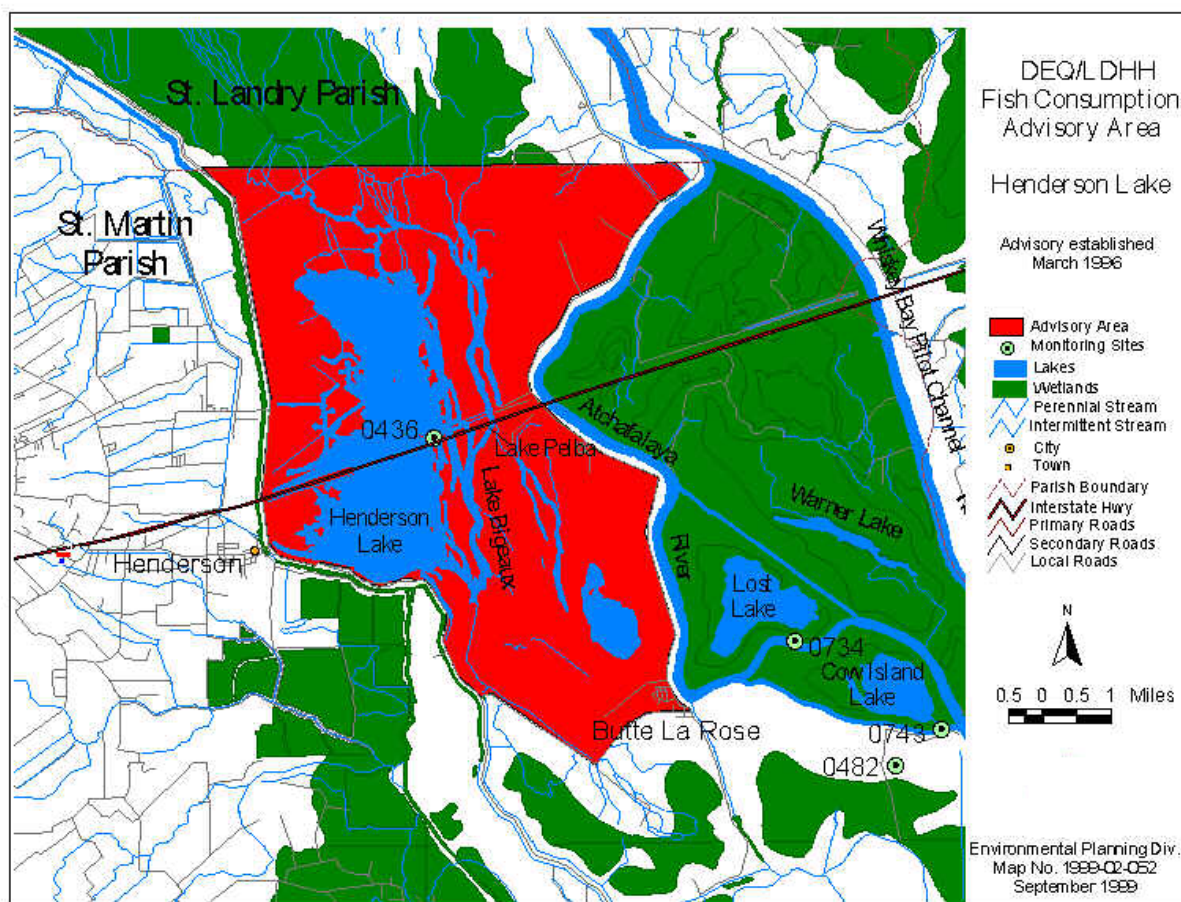 St. Landry Parish
St. Martin
Parish
0436
Lake Pelba
Atchafalaya
River
Henderson
Lake
Lake Bigeaux
Henderson
Whiskey Bay Pilot Channel
Warner Lake
Lost
Lake
0734
Cow Island
Lake
Butte La Rose
0743
0482
DEQ/LDHH
Fish Consumption
Advisory Area
Henderson Lake
Advisory established
March 1996
Advisory Area
Monitoring Sites
Lakes
Wetlands
Perennial Stream
Intermittent Stream
City
Town
Parish Boundary
Interstate Hwy
Primary Roads
Secondary Roads
Local Roads
N
0.5 0 0.5 1 Miles
Environmental Planning Div.
Map No. 1999-02-052
September 1999